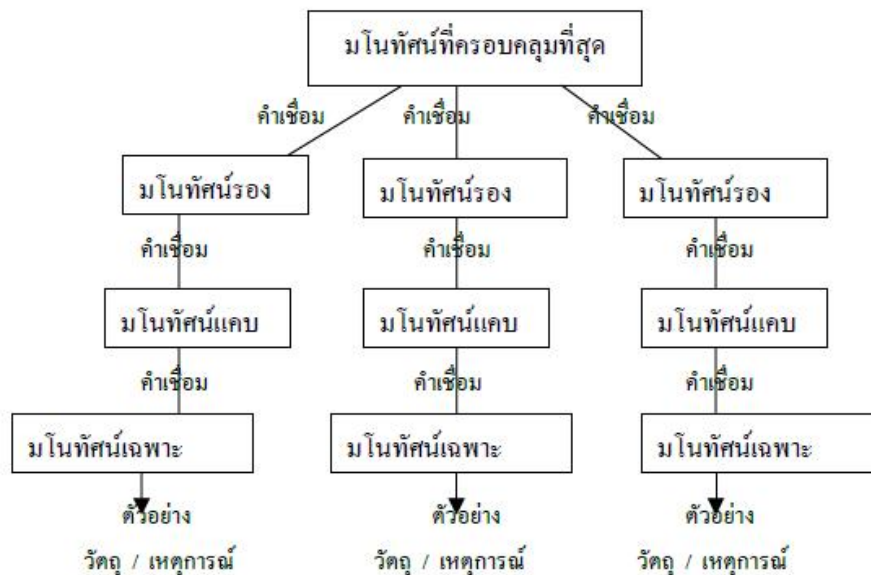 มโนทัศน์ที่ครอบคลุมที่สุด
คำเชื่อม คำเชื่อม คำเชื่อม
มโนทัศน์รอง มโนทัศน์รอง มโนทัศน์รอง
คำเชื่อม คำเชื่อม คำเชื่อม
มโนทัศน์แคบ มโนทัศน์แคบ มโนทัศน์แคบ
คำเชื่อม คำเชื่อม คำเชื่อม
มโนทัศน์เฉพาะ มโนทัศน์เฉพาะ มโนทัศน์เฉพาะ
ตัวอย่าง ตัวอย่าง ตัวอย่าง
วัตถุ / เหตุการณ์ วัตถุ / เหตุการณ์ วัตถุ / เหตุการณ์